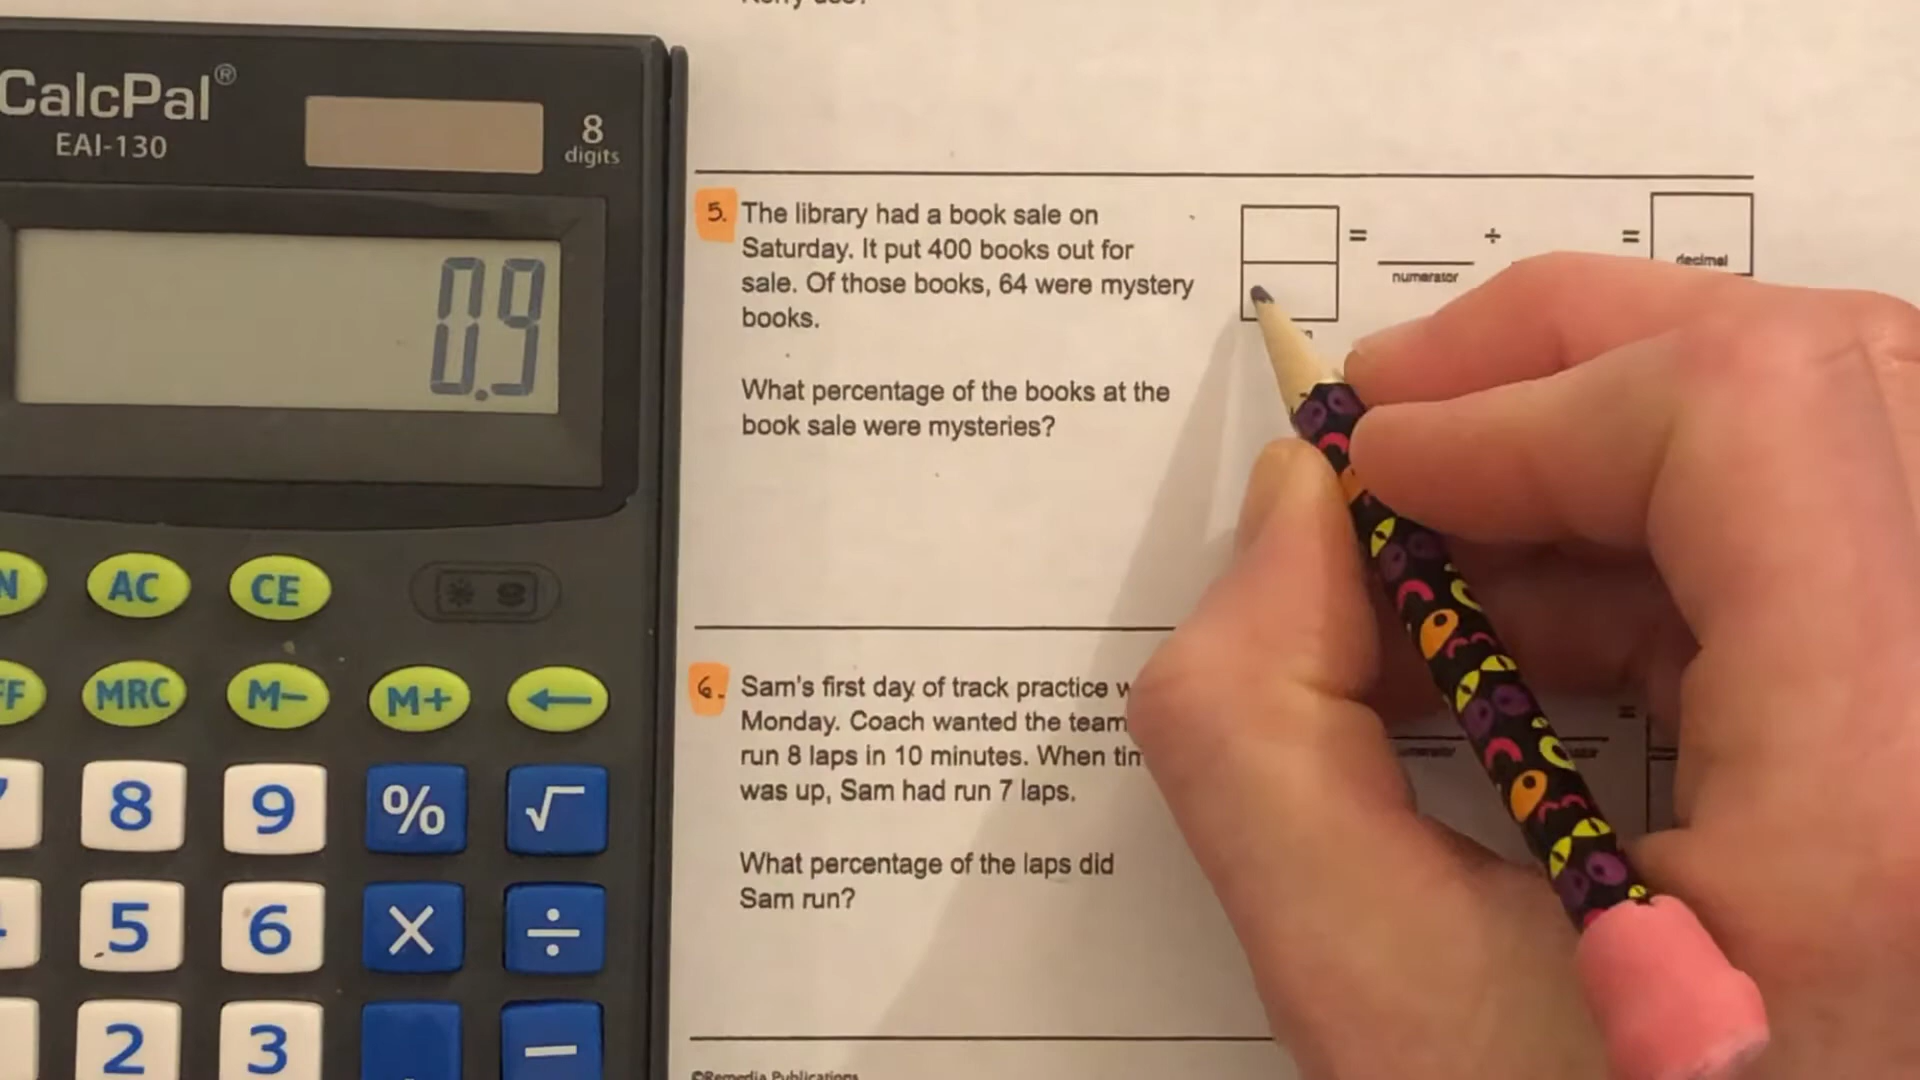 CalcPal®
EAI-130
8
digits
0.9
AC
CE
MRC
M−
M+
←
8
9
%
√
5
6
X
÷
2
3
−
5. The library had a book sale on
Saturday. It put 400 books out for
sale. Of those books, 64 were mystery
books.
What percentage of the books at the
book sale were mysteries?
= ÷ =
numerator
decimal
6. Sam's first day of track practice
Monday. Coach wanted the team
run 8 laps in 10 minutes. When
was up, Sam had run 7 laps.
What percentage of the laps did
Sam run?
=
©Remedia Publications